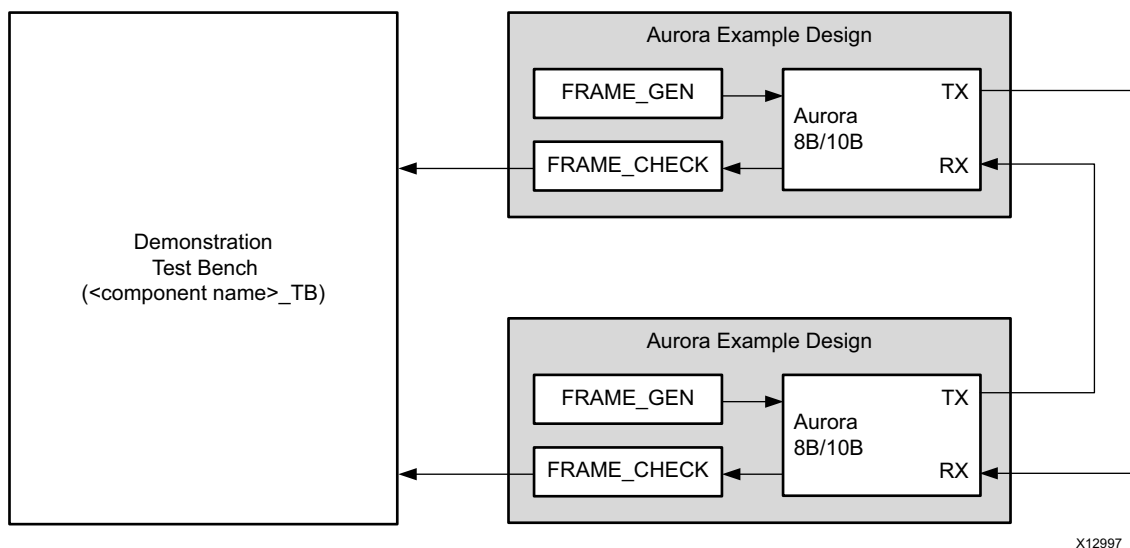 Aurora Example Design
FRAME_GEN
TX
Aurora
8B/10B
FRAME_CHECK
RX
Demonstration
Test Bench
(<component name>_TB)
Aurora Example Design
FRAME_GEN
TX
Aurora
8B/10B
FRAME_CHECK
RX
X12997